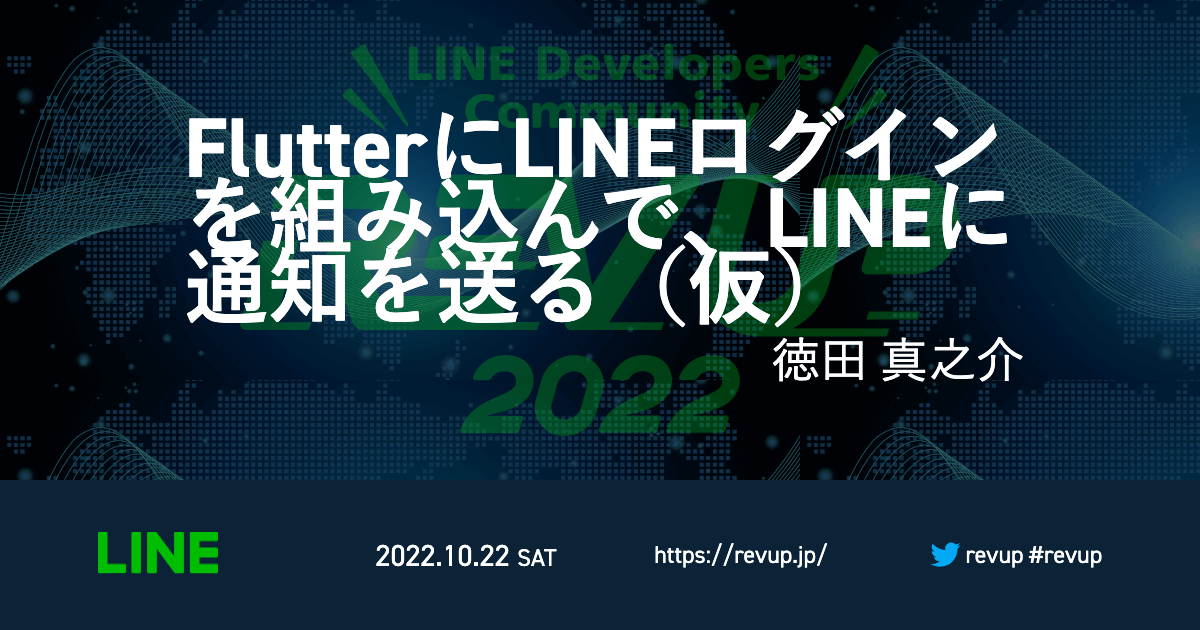 LINE Developers
Community
REVUP
2022
FlutterにLINEログイン
を組み込んで、LINEに
通知を送る（仮）
徳田 真之介
LINE
2022.10.22 SAT
https://revup.jp/
revup #revup